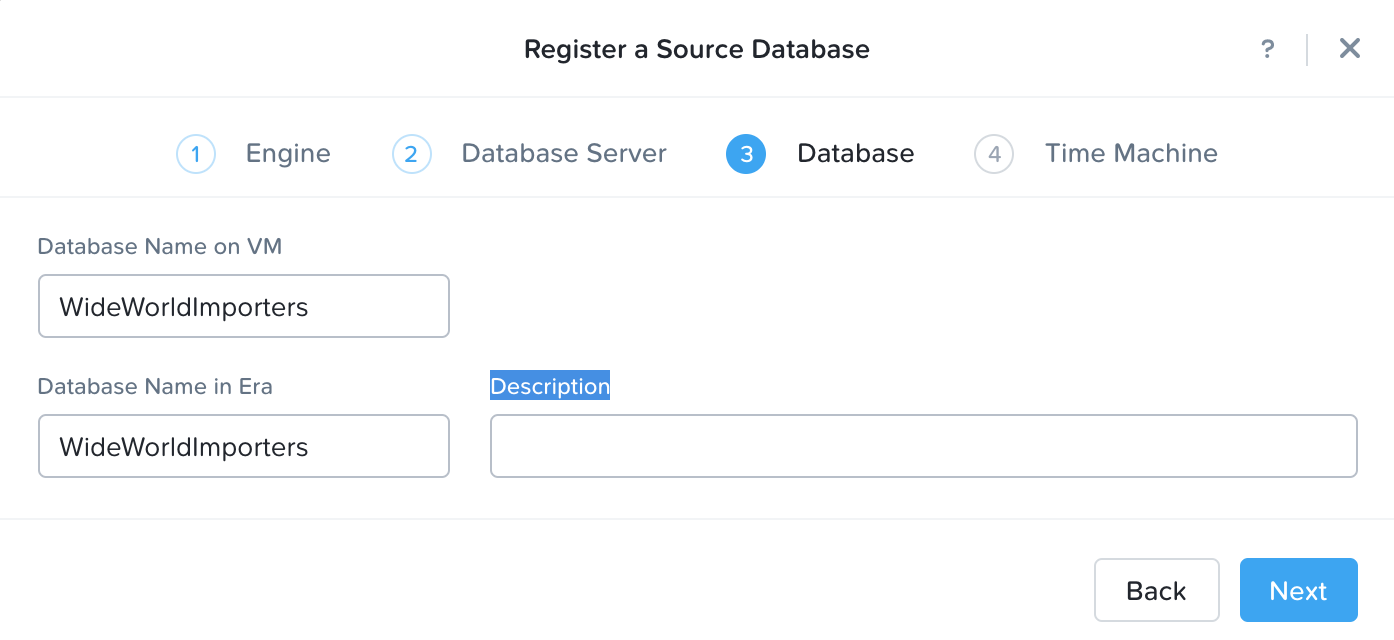 Register a Source Database ?
1 Engine 2 Database Server 3 Database 4 Time Machine
Database Name on VM
WideWorldImporters
Database Name in Era Description
WideWorldImporters
Back Next